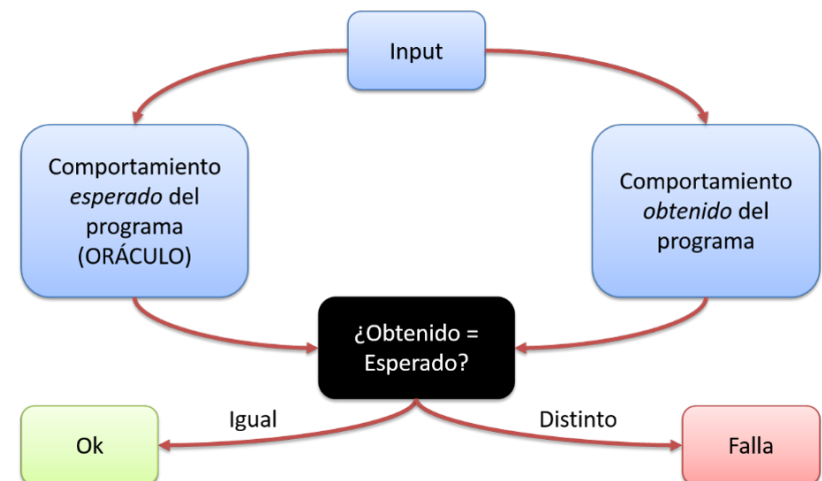 Input
Comportamiento
esperado del
programa
(ORÁCULO)
Comportamiento
obtenido del
programa
¿Obtenido =
Esperado?
Igual
Distinto
Ok
Falla